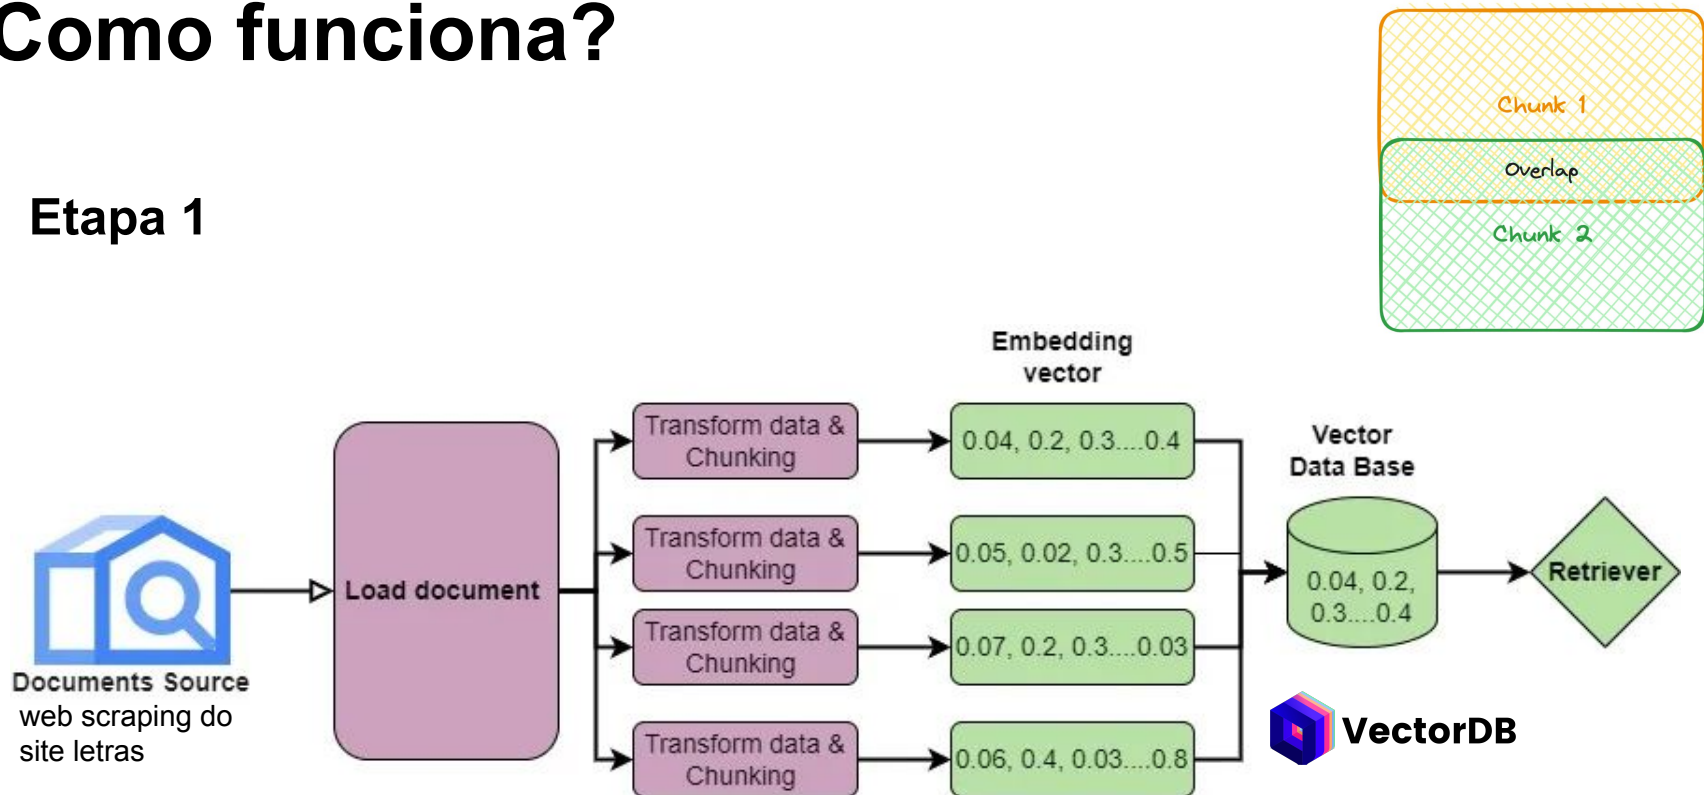 Como funciona?
Chunk 1
Overlap
Chunk 2
Etapa 1
Embedding
vector
Vector
Data Base
Documents Source
web scraping do
site letras
Load document
Transform data &
Chunking
Transform data &
Chunking
Transform data &
Chunking
Transform data &
Chunking
0.04, 0.2, 0.3....0.4
0.05, 0.02, 0.3....0.5
0.07, 0.2, 0.3....0.03
0.06, 0.4, 0.03....0.8
0.04, 0.2,
0.3....0.4
Retriever
VectorDB